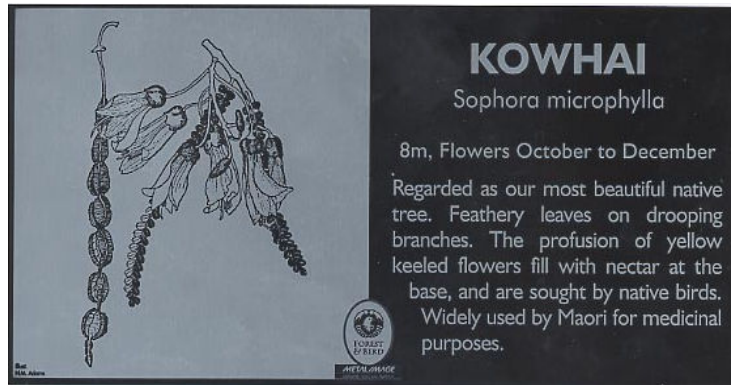 KOWHAI
Sophora microphylla
8m, Flowers October to December
Regarded as our most beautiful native
tree. Feathery leaves on drooping
branches. The profusion of yellow
keeled flowers fill with nectar at the
base, and are sought by native birds.
Widely used by Maori for medicinal
purposes.
FOREST
& BIRD
METALIMAGE
Illust.
N.M. Adams